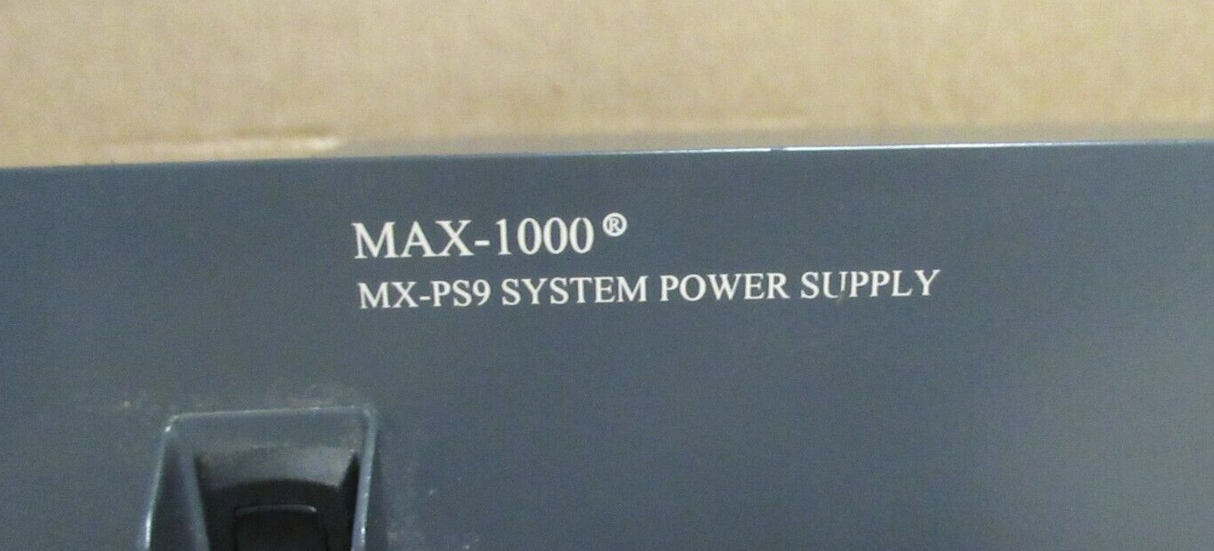 MAX-1000®
MX-PS9 SYSTEM POWER SUPPLY